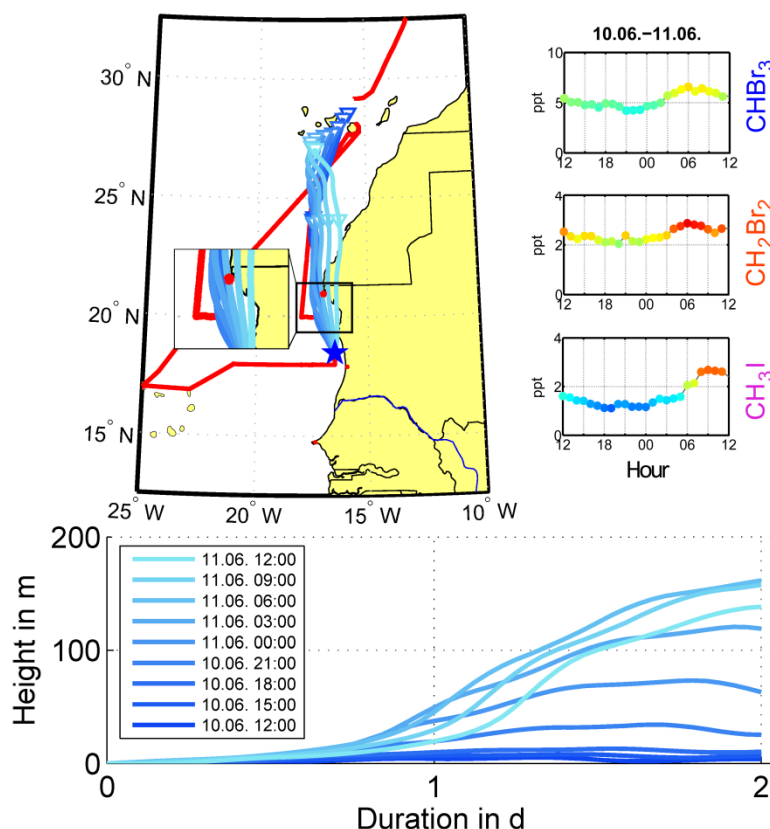 30° N
25° N
20° N
15° N
25° W
20° W
15° W
10° W
10.06.−11.06.
10
5
0
ppt
12 18 00 06 12
CHBr3
4
2
0
ppt
12 18 00 06 12
CH2Br2
4
2
0
ppt
12 18 00 06 12
CH3I
Hour
200
100
0
Height in m
11.06. 12:00
11.06. 09:00
11.06. 06:00
11.06. 03:00
11.06. 00:00
10.06. 21:00
10.06. 18:00
10.06. 15:00
10.06. 12:00
0 1 2
Duration in d